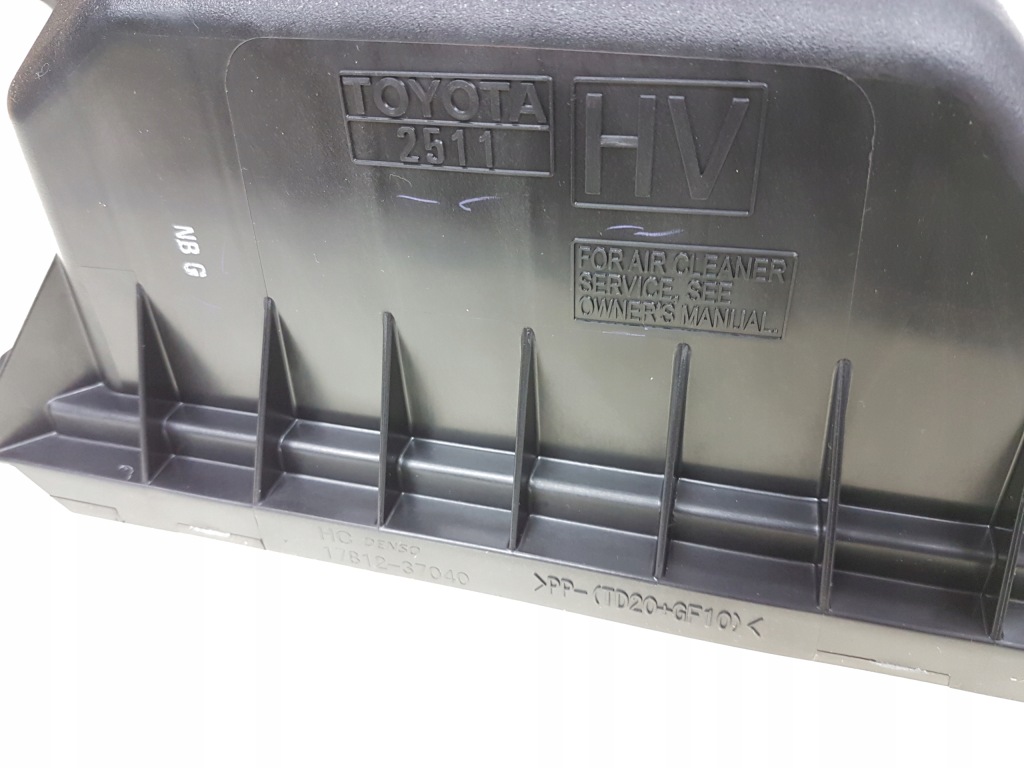 TOYOTA
2511
HV
FOR AIR CLEANER
SERVICE, SEE
OWNER'S MANUAL.
NB G
HC DENSO
17812-37040
>PP-(TD20+GF10)<